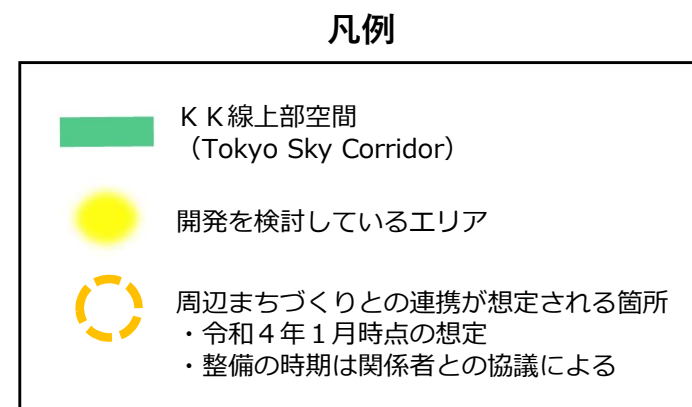 凡例
ＫＫ線上部空間
（Tokyo Sky Corridor）
開発を検討しているエリア
周辺まちづくりとの連携が想定される箇所
・令和４年１月時点の想定
・整備の時期は関係者との協議による